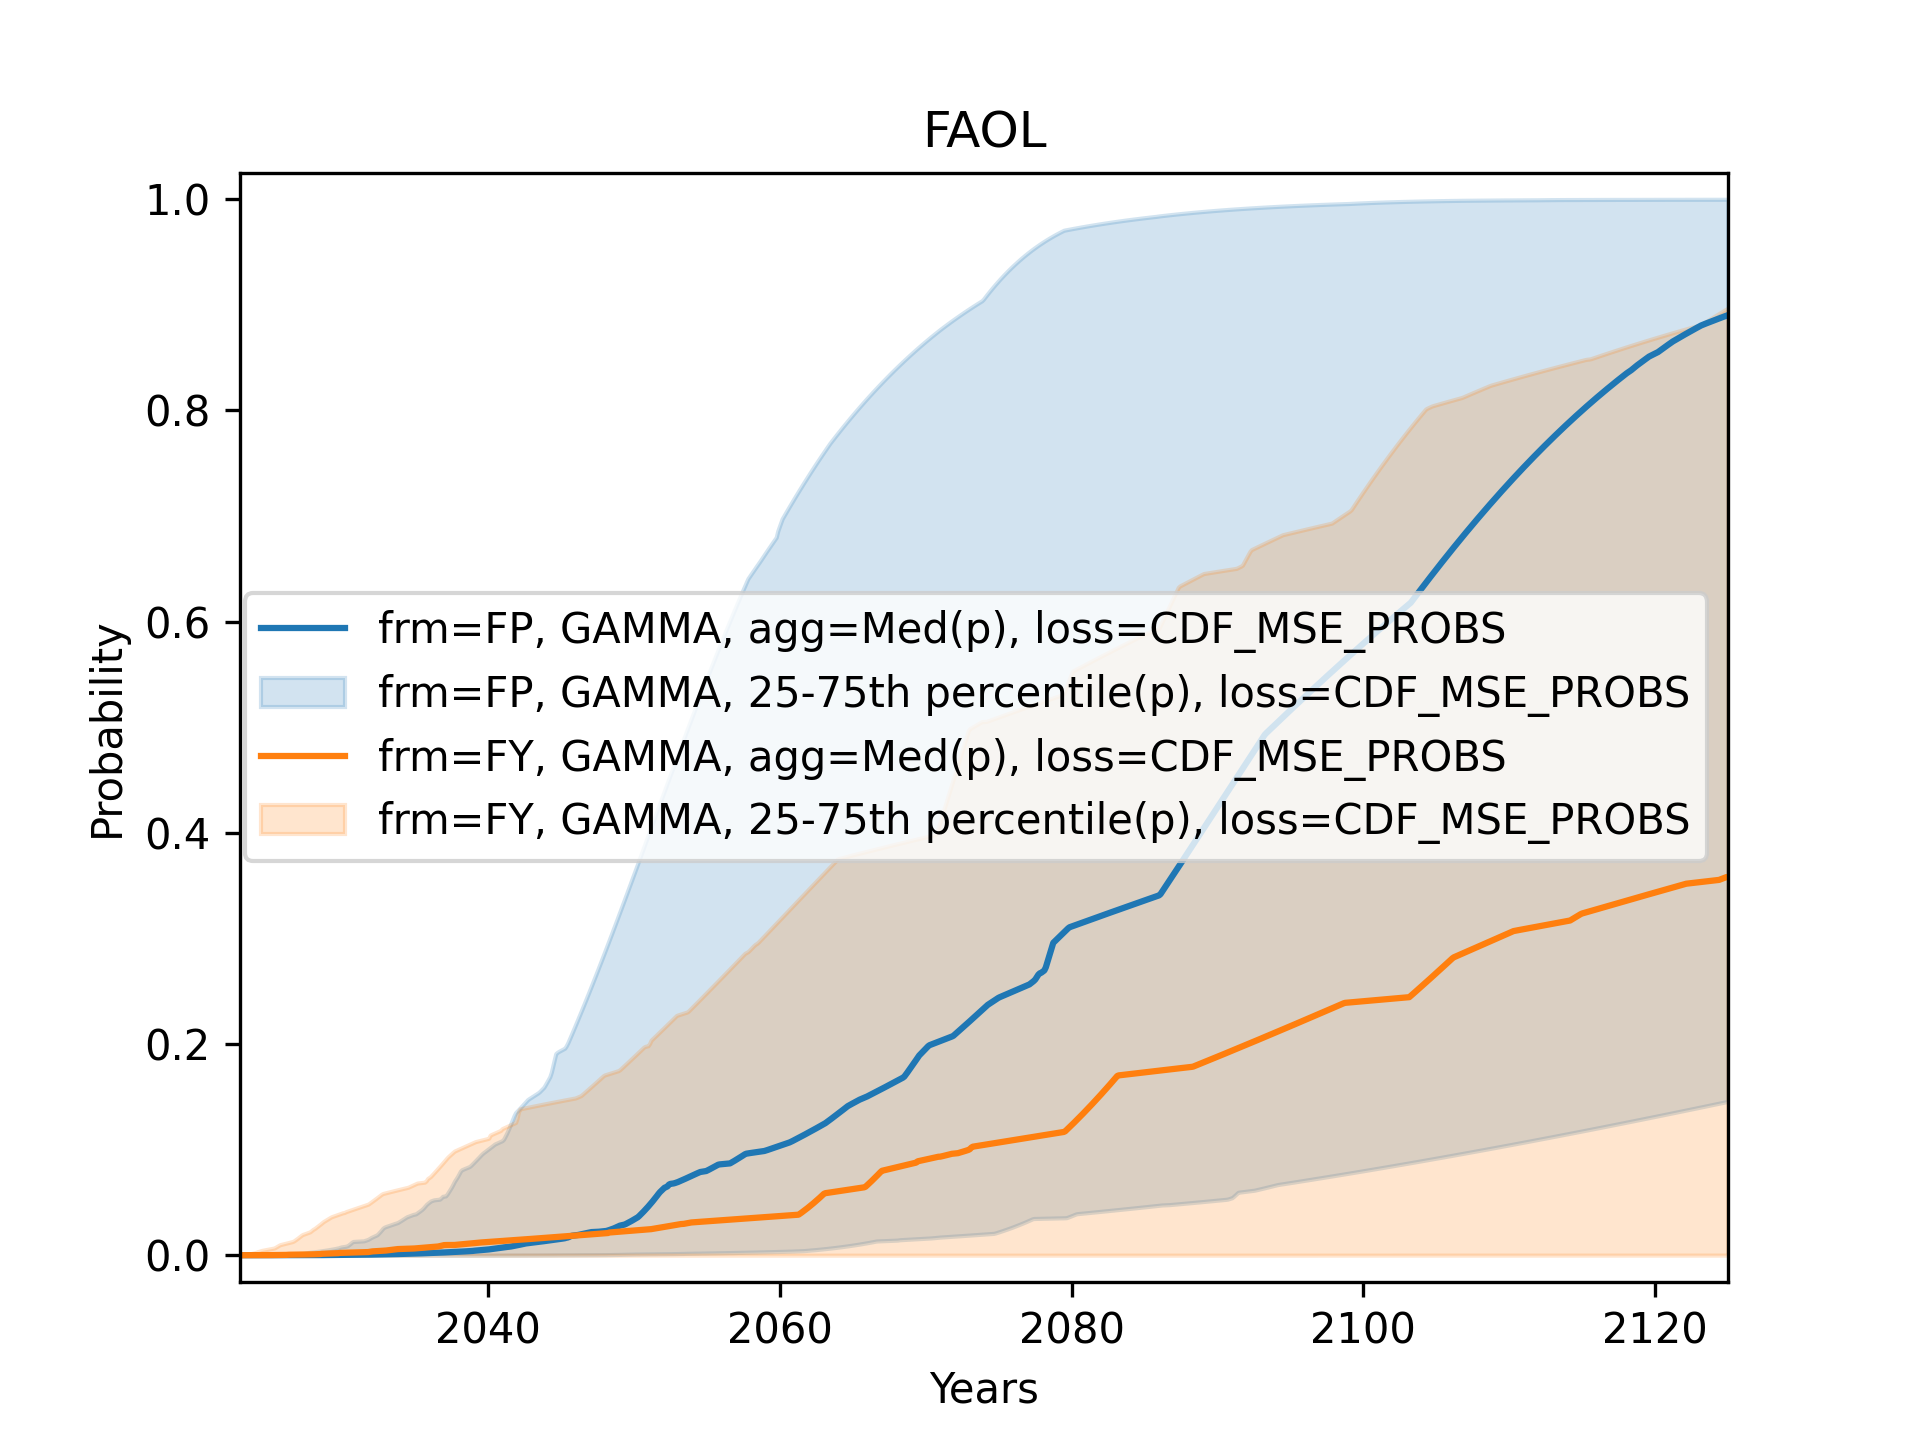 FAOL
1.0
0.8
0.6
0.4
0.2
0.0
Probability
frm=FP, GAMMA, agg=Med(p), loss=CDF_MSE_PROBS
frm=FP, GAMMA, 25-75th percentile(p), loss=CDF_MSE_PROBS
frm=FY, GAMMA, agg=Med(p), loss=CDF_MSE_PROBS
frm=FY, GAMMA, 25-75th percentile(p), loss=CDF_MSE_PROBS
2040 2060 2080 2100 2120
Years